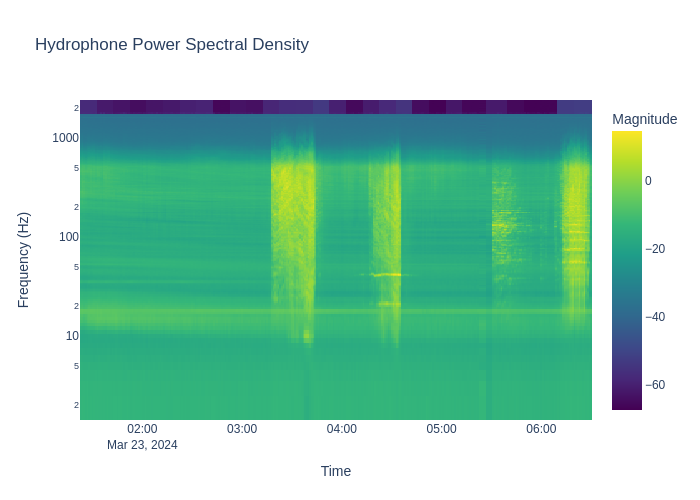 Hydrophone Power Spectral Density
Magnitude
0
−20
−40
−60
2
1000
5
2
100
5
2
10
5
2
Frequency (Hz)
02:00 03:00 04:00 05:00 06:00
Mar 23, 2024
Time